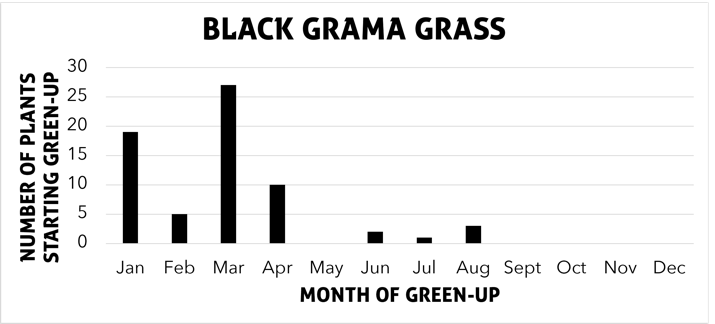 BLACK GRAMA GRASS
NUMBER OF PLANTS
STARTING GREEN-UP
30
25
20
15
10
5
0
Jan Feb Mar Apr May Jun Jul Aug Sept Oct Nov Dec
MONTH OF GREEN-UP